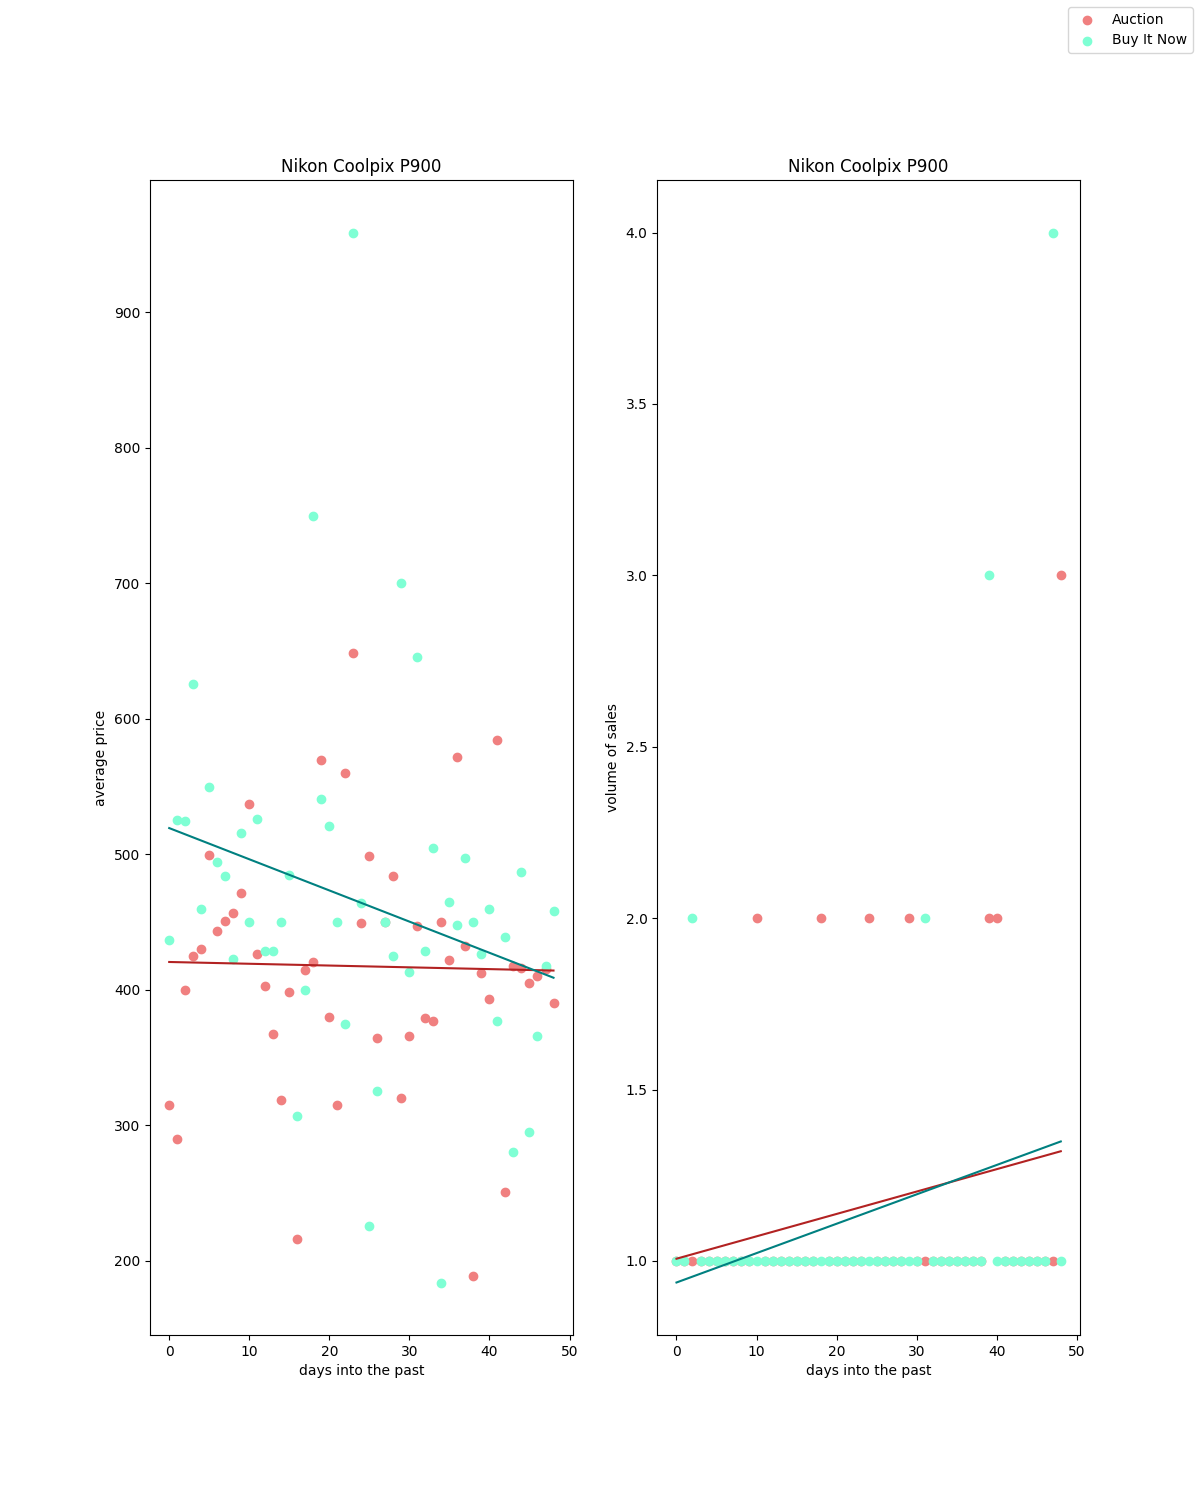 Auction
Buy It Now
Nikon Coolpix P900
900
800
700
600
500
400
300
200
average price
0 10 20 30 40 50
days into the past
Nikon Coolpix P900
4.0
3.5
3.0
2.5
2.0
1.5
1.0
volume of sales
0 10 20 30 40 50
days into the past